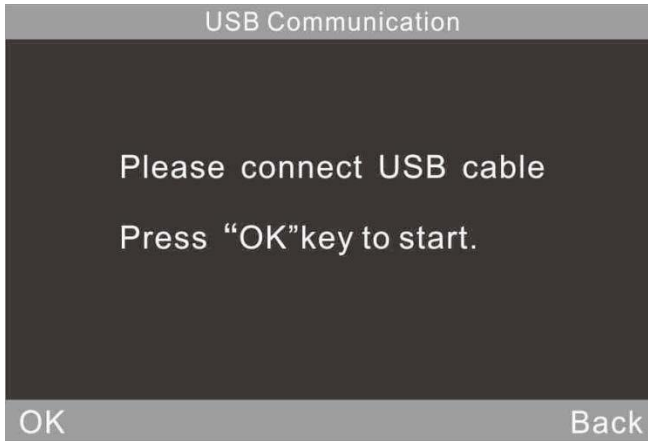 USB Communication
Please connect USB cable
Press “OK”key to start.
OK Back